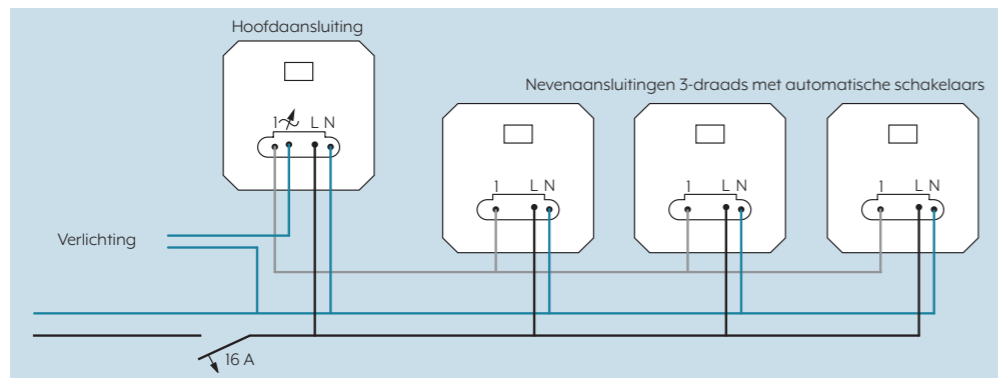 Hoofdaansluiting
Nevenaansluitingen 3-draads met automatische schakelaars
1 L N
1 L N
1 L N
1 L N
Verlichting
16 A